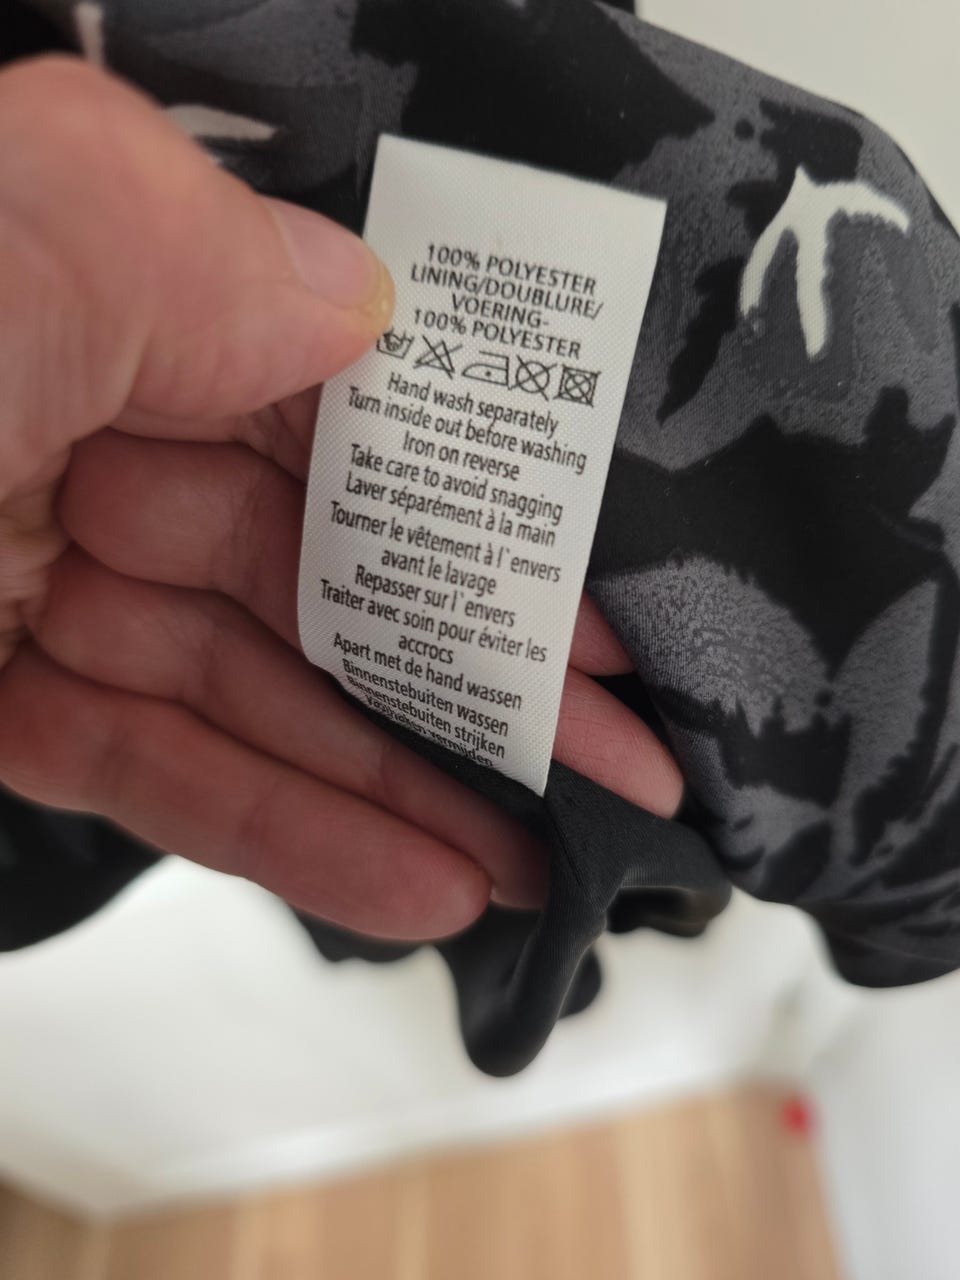 100% POLYESTER
LINING/DOUBLURE/
VOERING-
100% POLYESTER
Hand wash separately
Turn inside out before washing
Iron on reverse
Take care to avoid snagging
Laver séparément à la main
Tourner le vêtement à l`envers
avant le lavage
Repasser sur l`envers
Traiter avec soin pour éviter les
accrocs
Apart met de hand wassen
Binnenstebuiten wassen
Binnenstebuiten strijken
vermijden